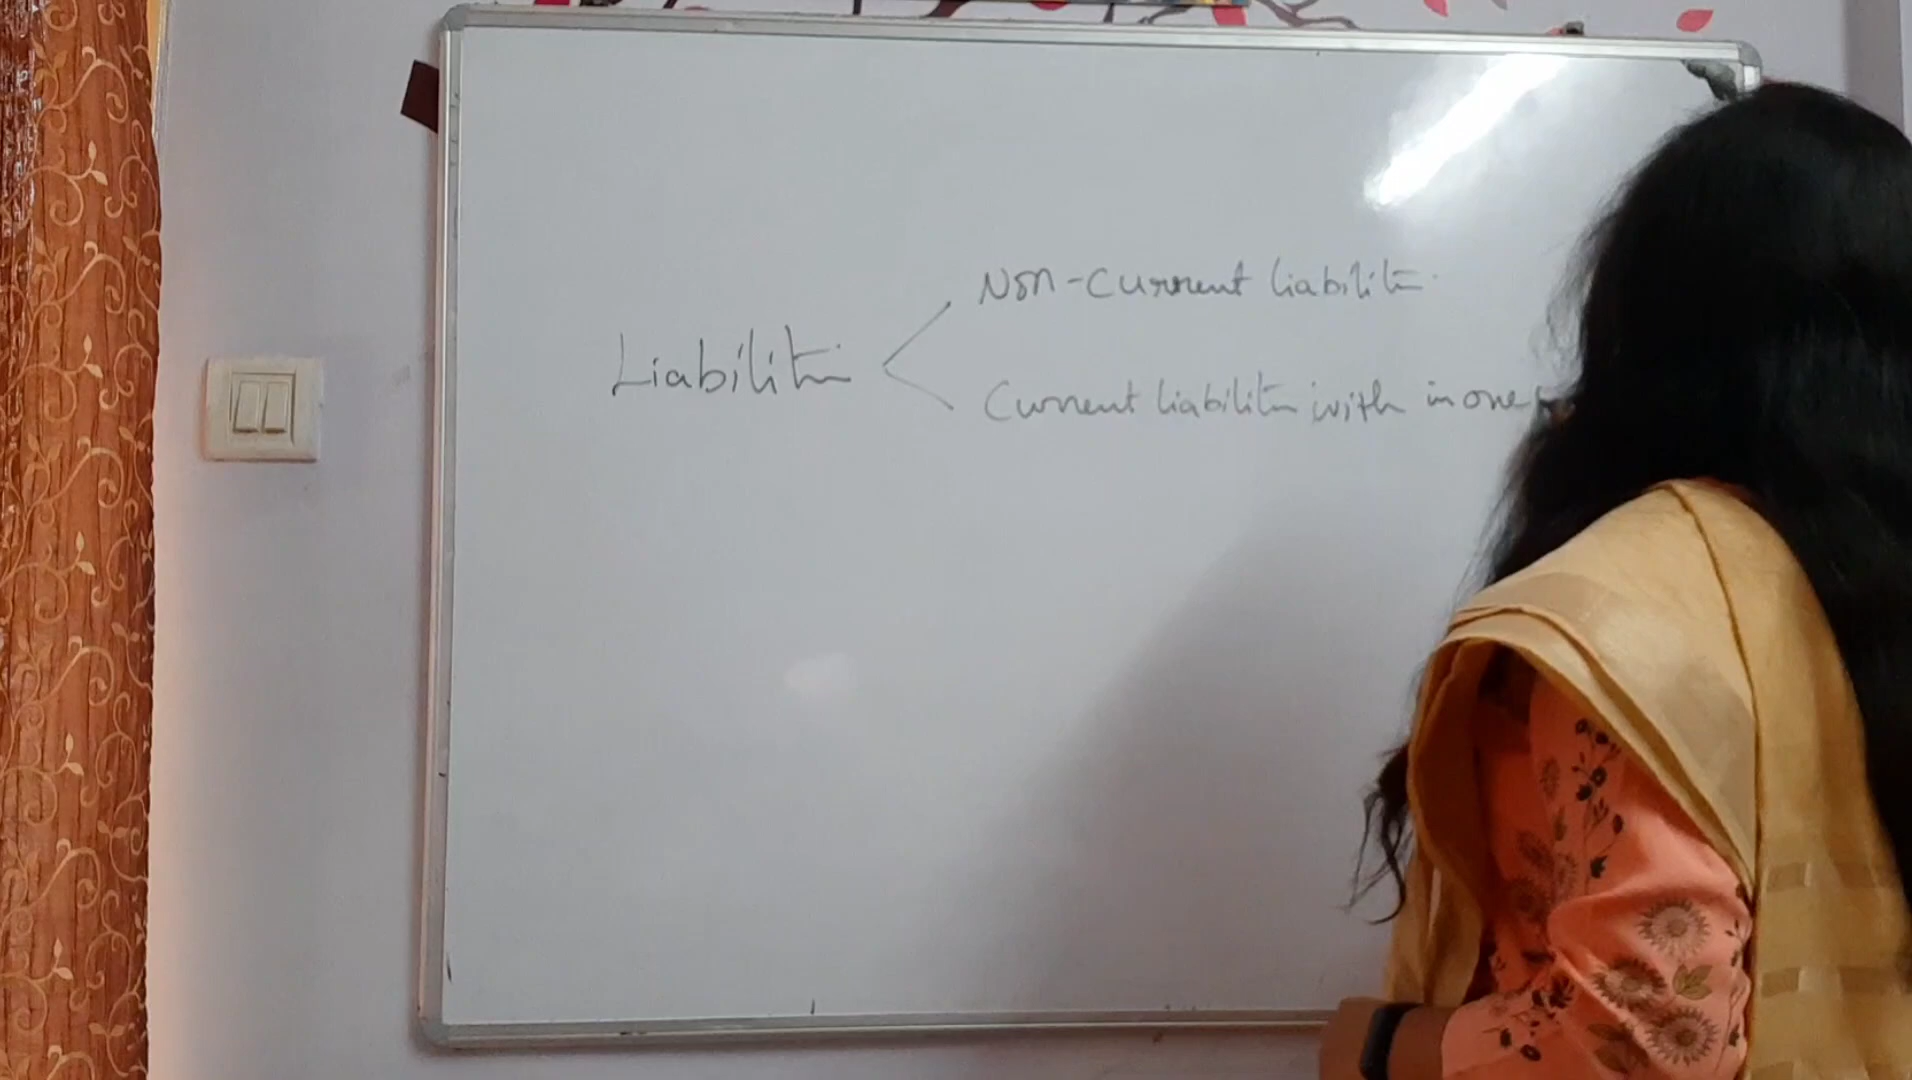 Non-current liabilities
Liabilities
Current liabilities with in one